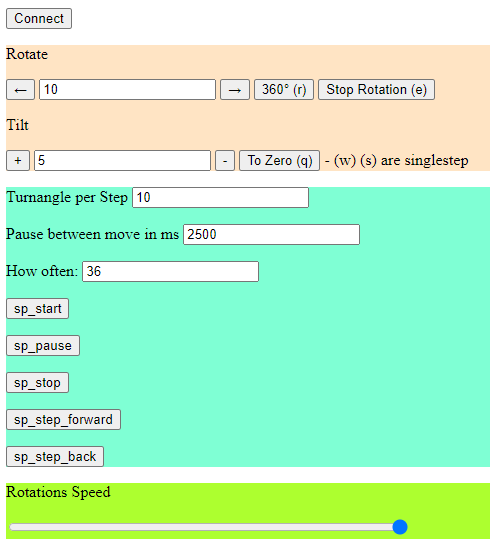 Connect
Rotate
← 10 → 360° (r) Stop Rotation (e)
Tilt
+ 5 - To Zero (q) - (w) (s) are singlestep
Turnangle per Step 10
Pause between move in ms 2500
How often: 36
sp_start
sp_pause
sp_stop
sp_step_forward
sp_step_back
Rotations Speed